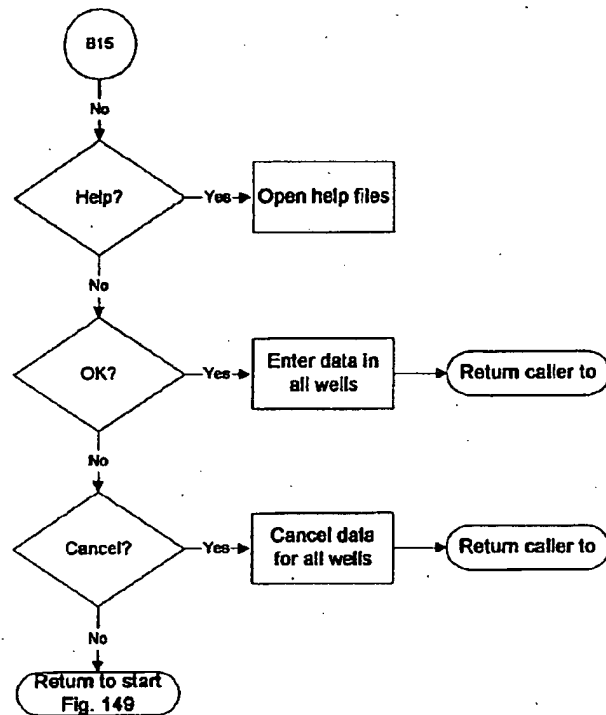 B15
No
Help?
Yes
Open help files
No
OK?
Yes
Enter data in
all wells
Return caller to
No
Cancel?
Yes
Cancel data
for all wells
Return caller to
No
Return to start
Fig. 149